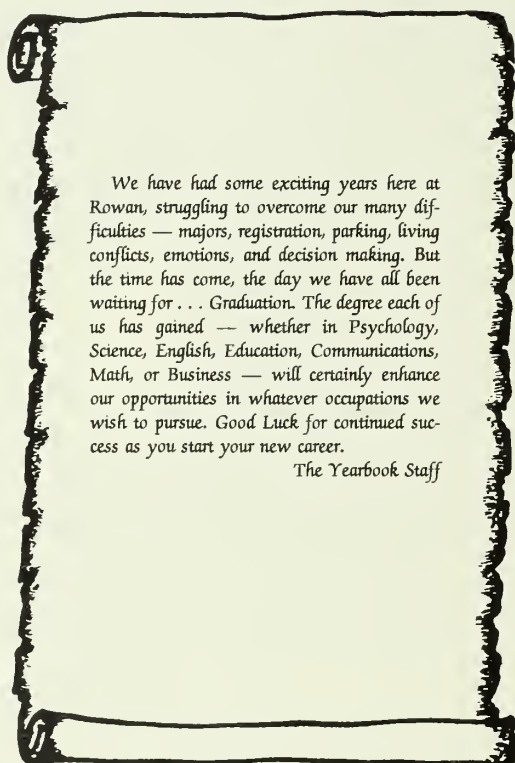 We have had some exciting years here at
Rowan, struggling to overcome our many dif-
ficulties — majors, registration, parking, living
conflicts, emotions, and decision making. But
the time has come, the day we have all been
waiting for . . . Graduation. The degree each of
us has gained — whether in Psychology,
Science, English, Education, Communications,
Math, or Business — will certainly enhance
our opportunities in whatever occupations we
wish to pursue. Good Luck for continued suc-
cess as you start your new career.
The Yearbook Staff